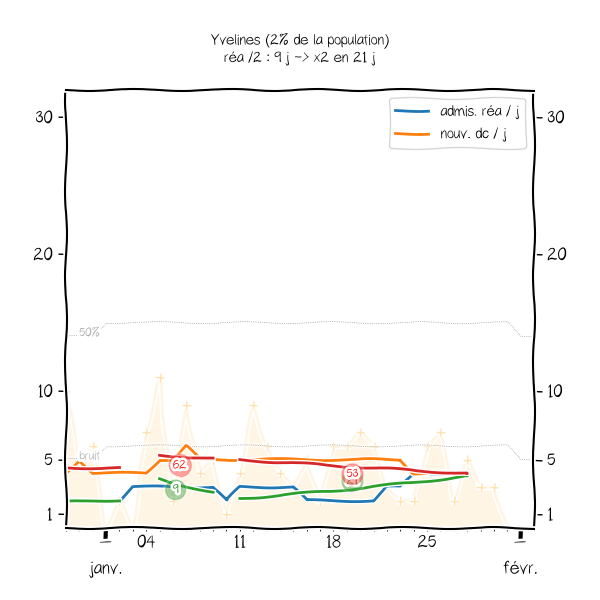 Yvelines (2% de la population)
réa /2 : 9 j -> x2 en 21 j
admis. réa / j
nouv. dc / j
30
30
20
20
50%
10
10
bruit
5
5
62
53
21
9
1
1
04
11
18
25
janv.
févr.